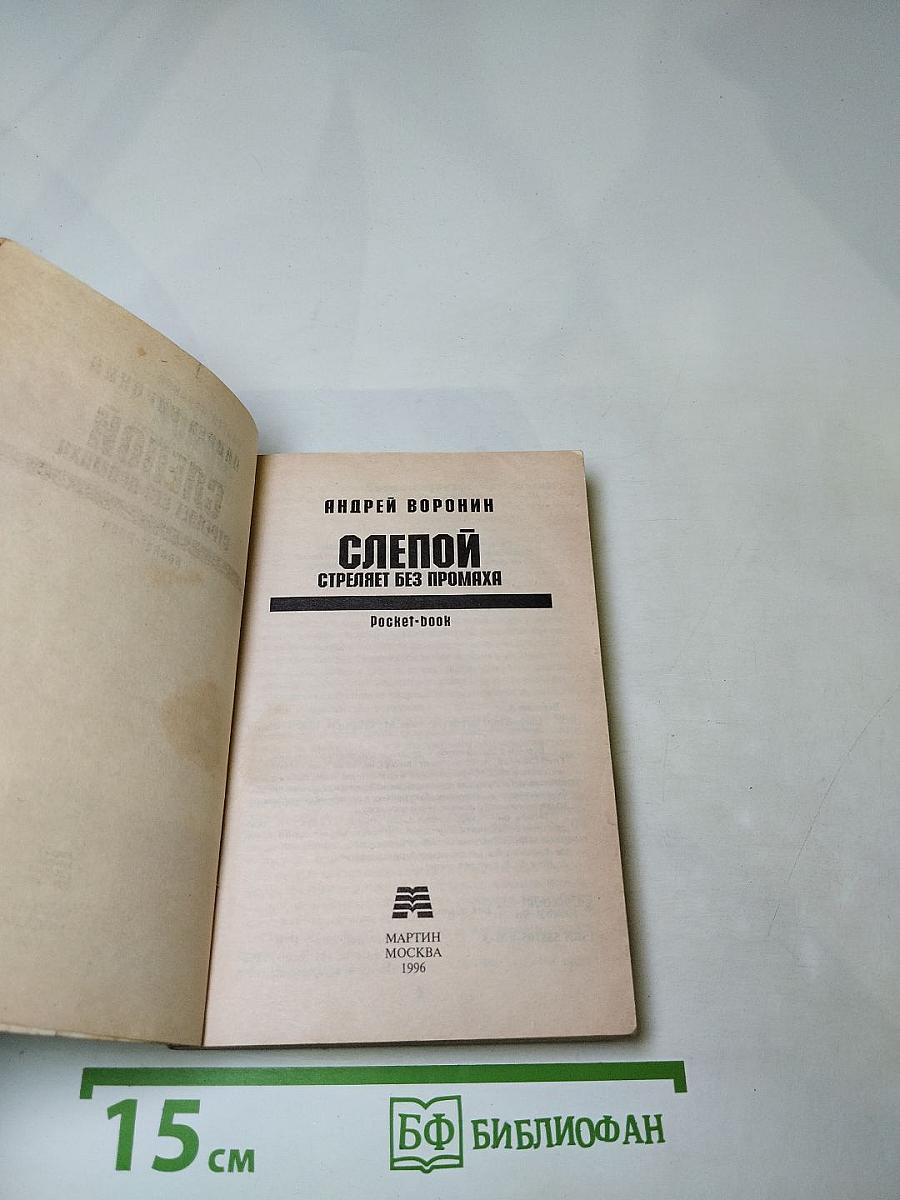 АНДРЕЙ ВОРОНИН
СЛЕПОЙ
СТРЕЛЯЕТ БЕЗ ПРОМАХА
Pocket-book
МАРТИН
МОСКВА
1996
15 см
БФ БИБЛИОФАН